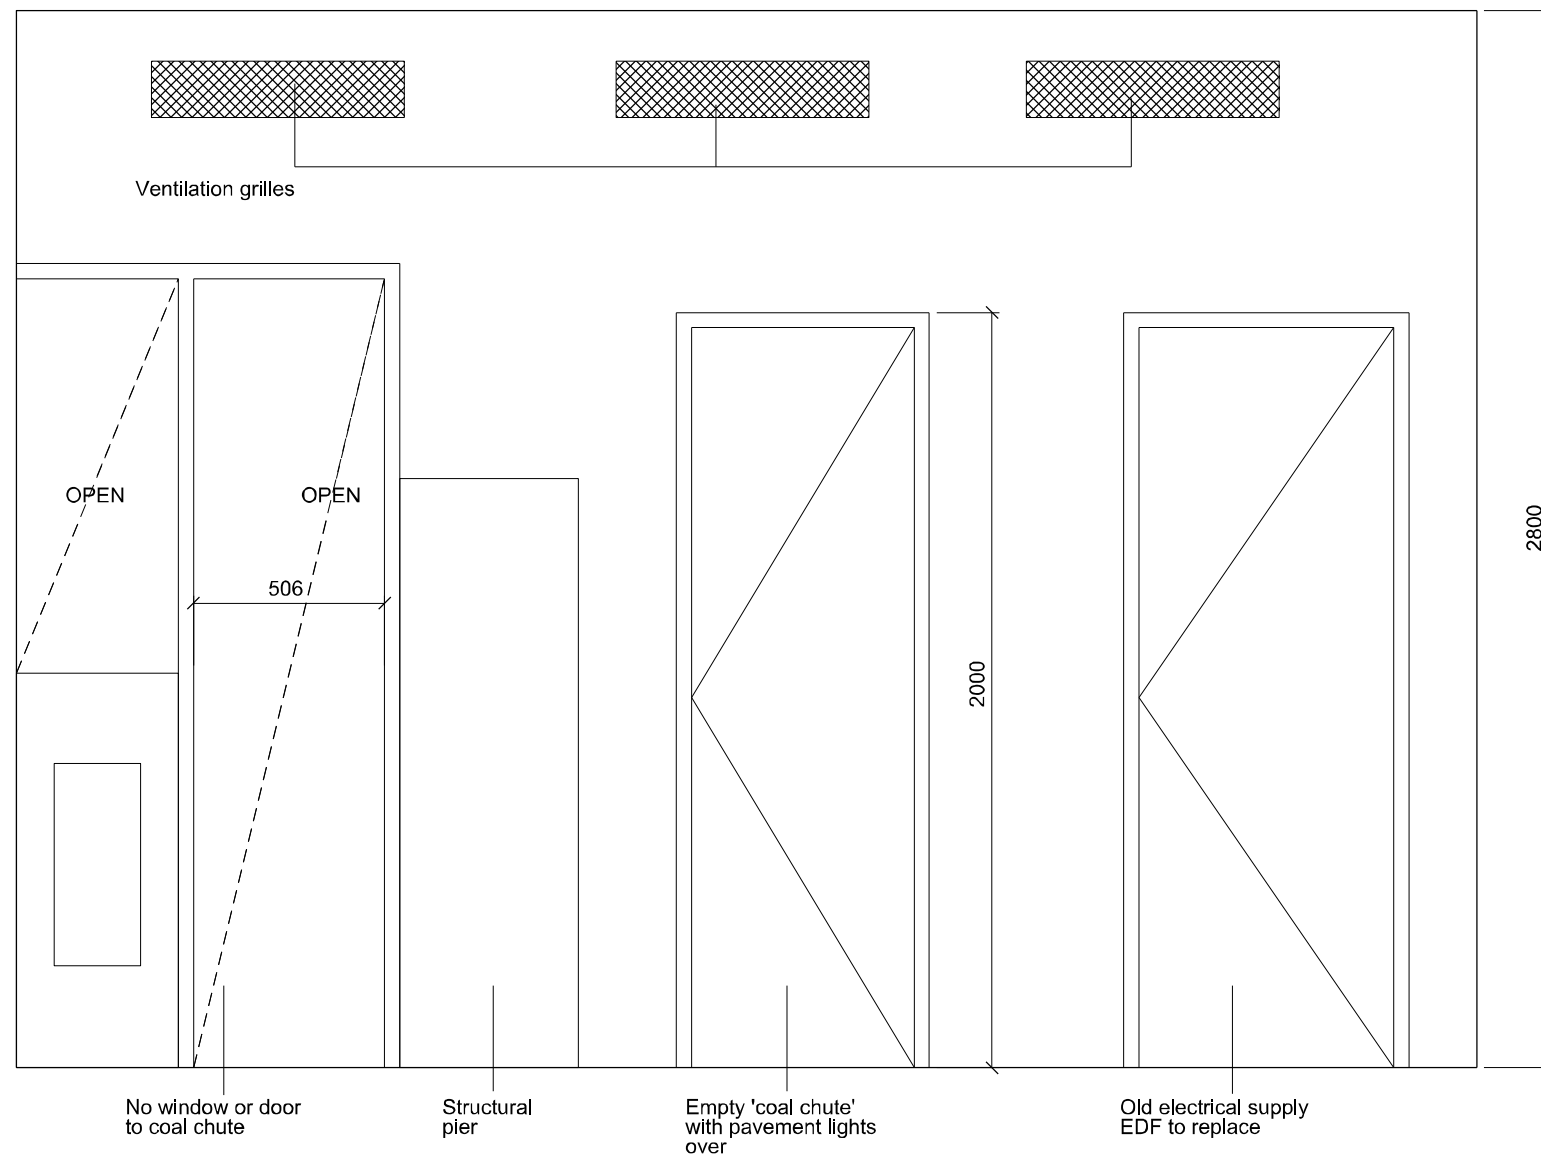 Ventilation grilles
OPEN
OPEN
506
2000
2800
No window or door
to coal chute
Structural
pier
Empty 'coal chute'
with pavement lights
over
Old electrical supply
EDF to replace